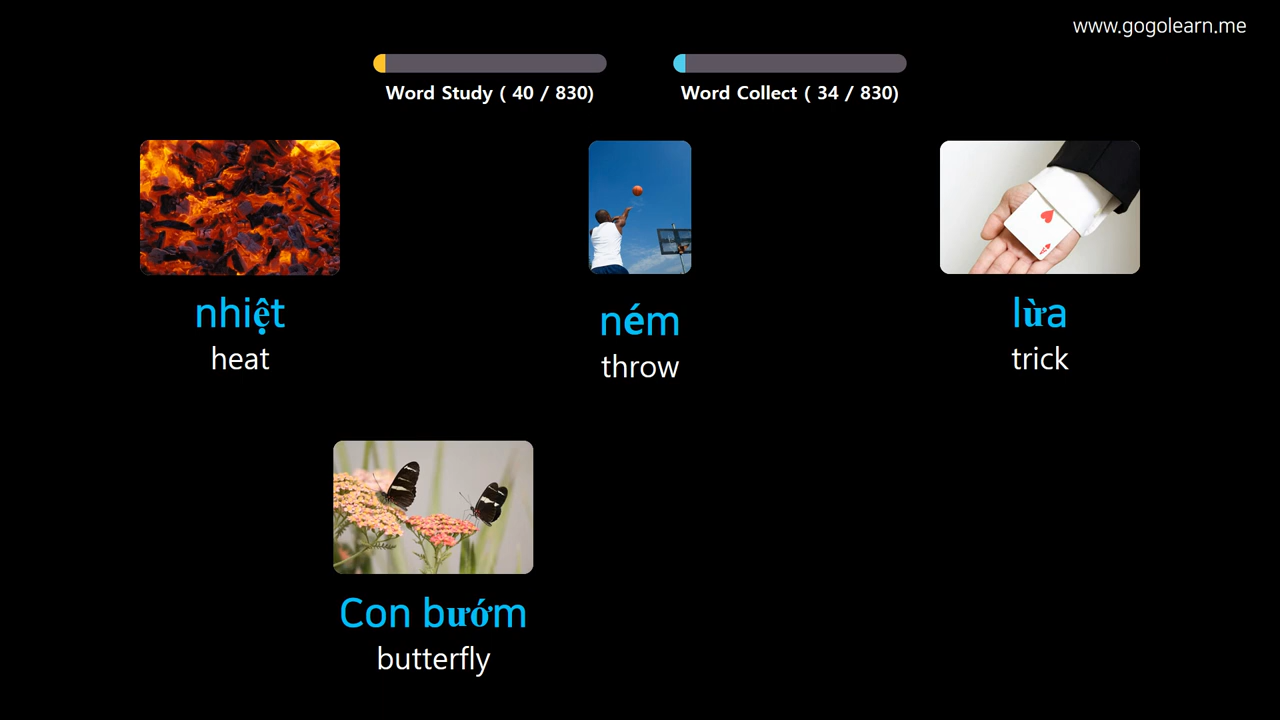 www.gogolearn.me
Word Study ( 40 / 830)
Word Collect ( 34 / 830)
nhiệt
heat
ném
throw
lừa
trick
Con bướm
butterfly